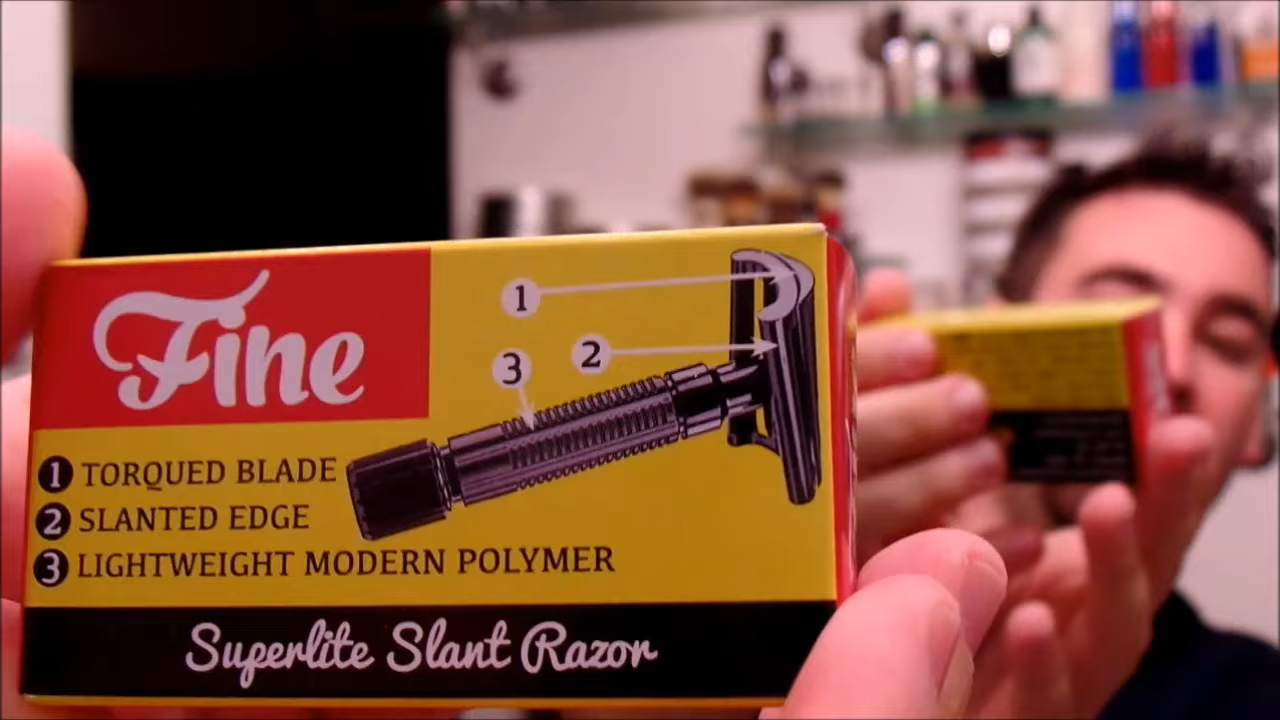 Fine
1
2
3
1 TORQUED BLADE
2 SLANTED EDGE
3 LIGHTWEIGHT MODERN POLYMER
Superlite Slant Razor